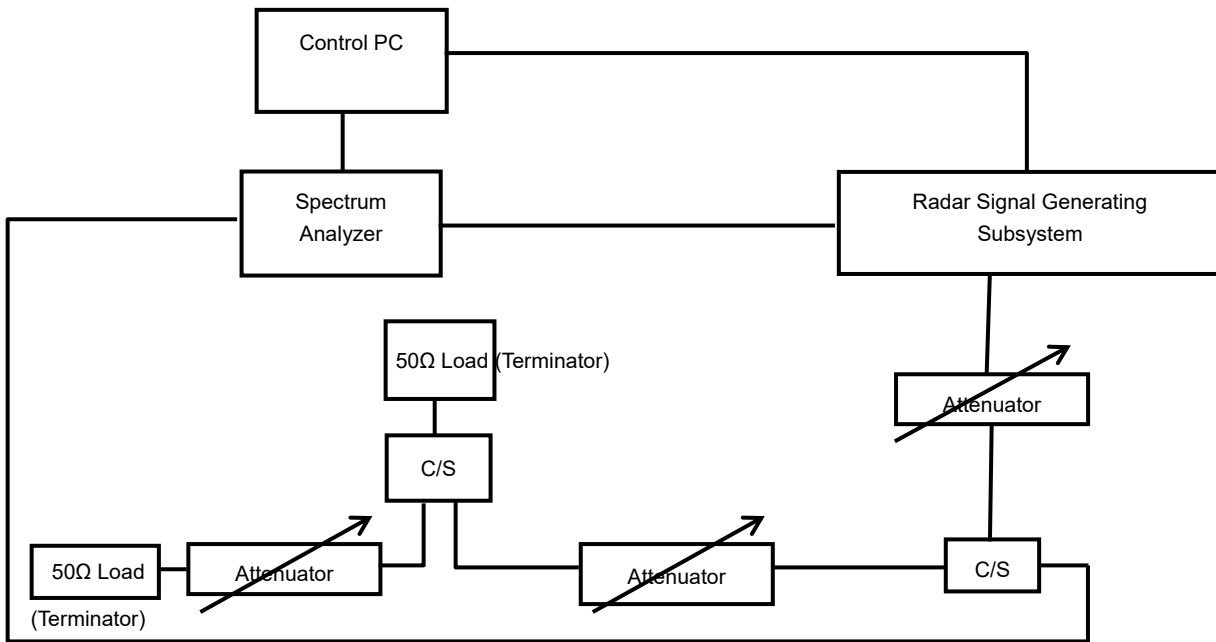 Control PC
Spectrum
Analyzer
Radar Signal Generating
Subsystem
50Ω Load (Terminator)
Attenuator
C/S
50Ω Load
(Terminator)
Attenuator
Attenuator
C/S